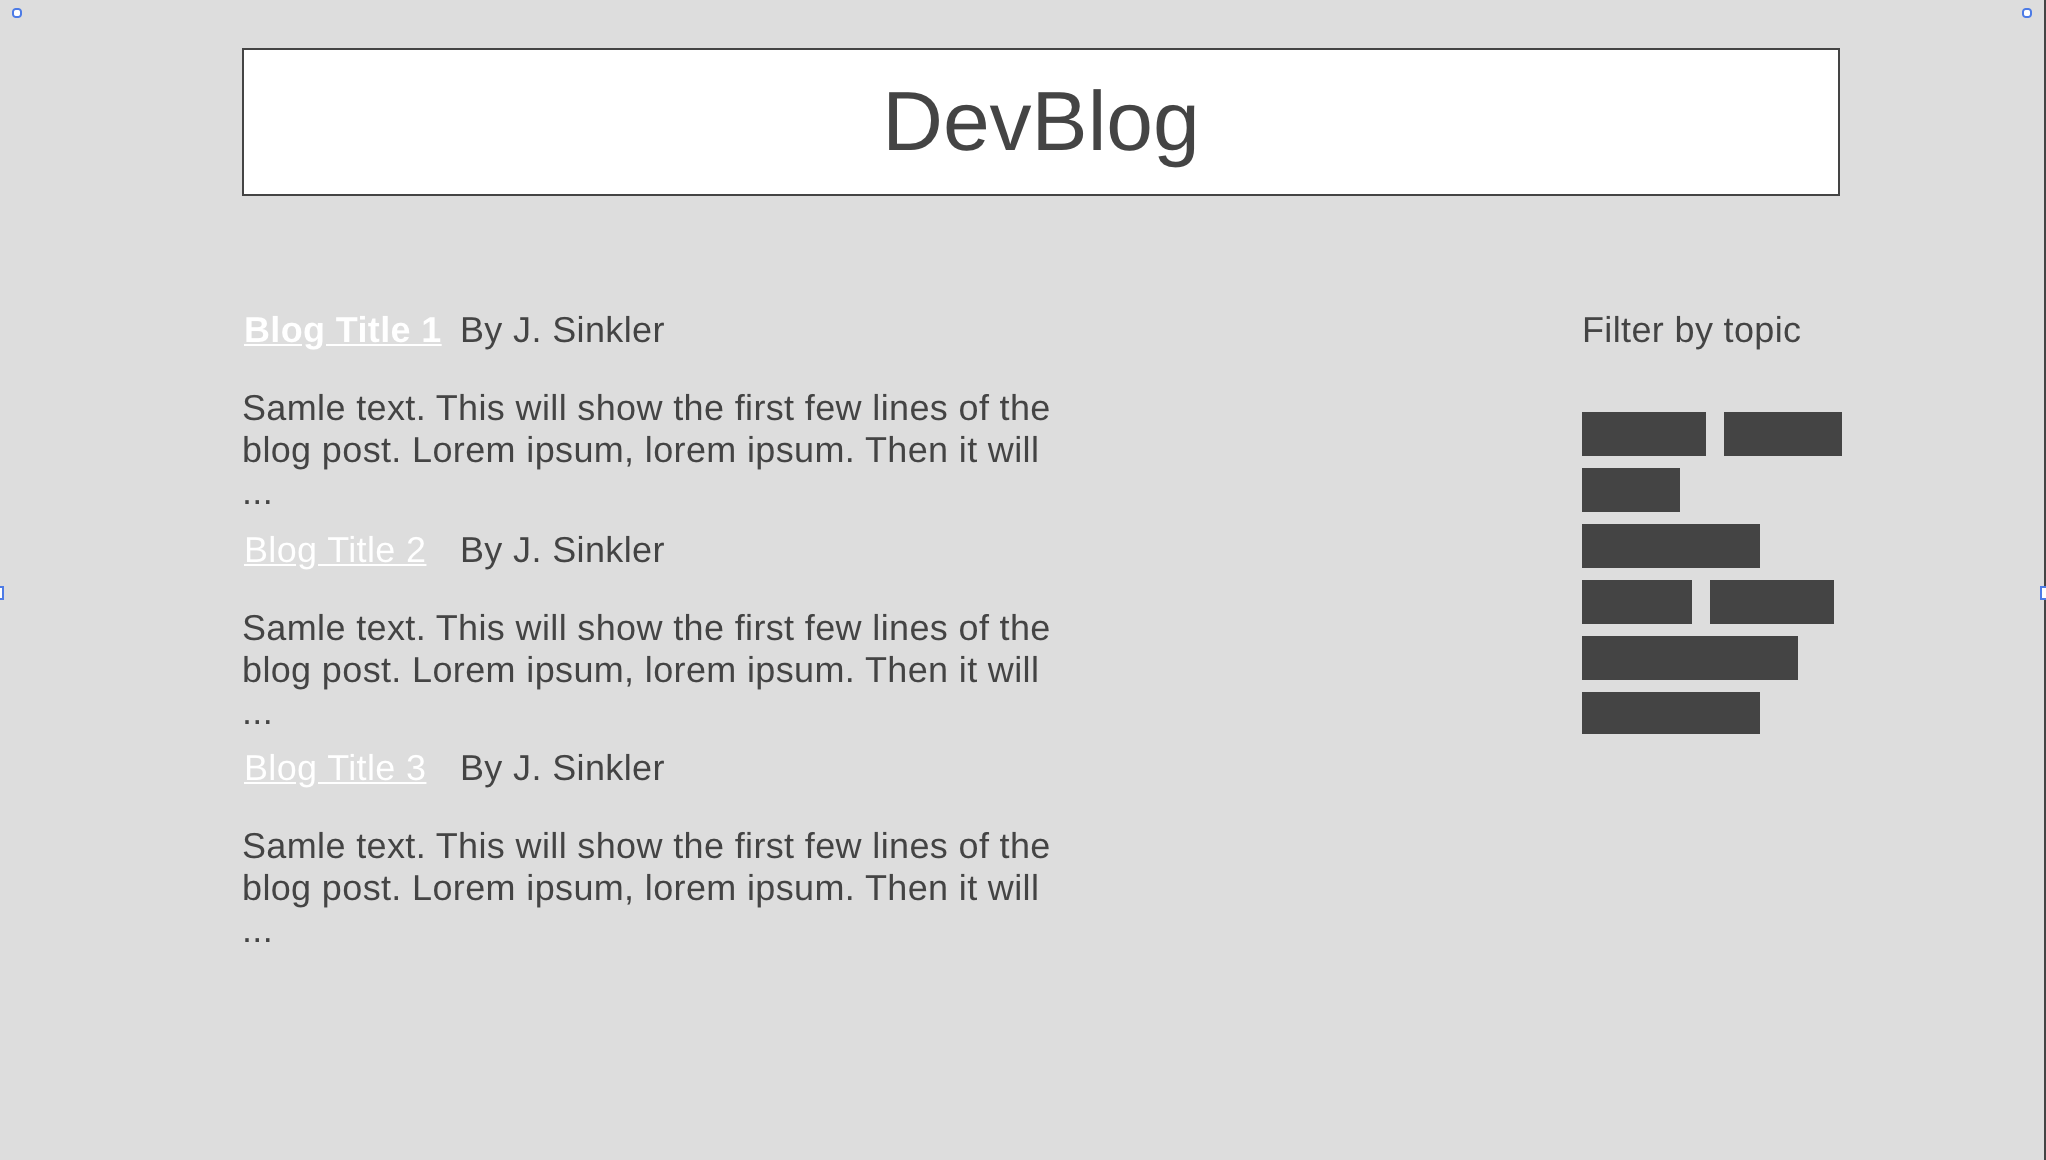 DevBlog
Blog Title 1 By J. Sinkler
Samle text. This will show the first few lines of the
blog post. Lorem ipsum, lorem ipsum. Then it will
...
Blog Title 2 By J. Sinkler
Samle text. This will show the first few lines of the
blog post. Lorem ipsum, lorem ipsum. Then it will
...
Blog Title 3 By J. Sinkler
Samle text. This will show the first few lines of the
blog post. Lorem ipsum, lorem ipsum. Then it will
...
Filter by topic